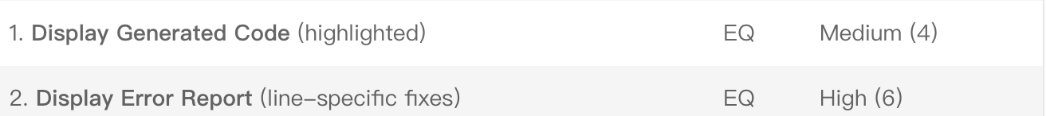 1. Display Generated Code (highlighted) EQ Medium (4)
2. Display Error Report (line–specific fixes) EQ High (6)